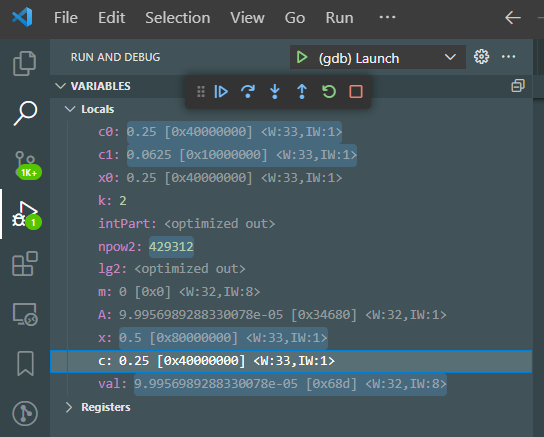 File Edit Selection View Go Run ...
RUN AND DEBUG (gdb) Launch ...
VARIABLES
Locals
c0: 0.25 [0x40000000] <W:33,IW:1>
c1: 0.0625 [0x10000000] <W:33,IW:1>
x0: 0.25 [0x40000000] <W:33,IW:1>
k: 2
intPart: <optimized out>
npow2: 429312
lg2: <optimized out>
m: 0 [0x0] <W:32,IW:8>
A: 9.9956989288330078e-05 [0x34680] <W:32,IW:1>
x: 0.5 [0x80000000] <W:33,IW:1>
c: 0.25 [0x40000000] <W:33,IW:1>
val: 9.9956989288330078e-05 [0x68d] <W:32,IW:8>
Registers
1K+
1